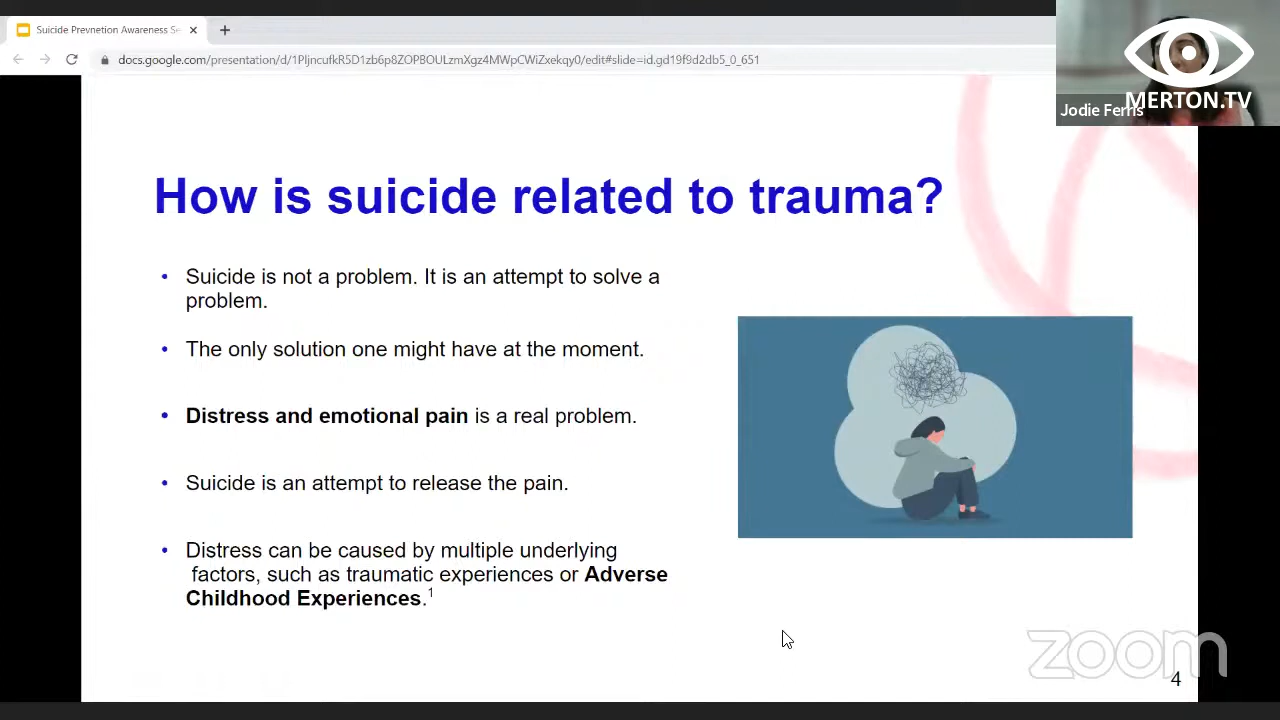 Suicide Prevnetion Awareness Se
docs.google.com/presentation/d/1PIjncufkR5D1zb6p8ZOPBOULzmXgz4MWpCWiZxekqy0/edit#slide=id.gd19f9d2db5_0_651
MERTON.TV
Jodie Ferris
How is suicide related to trauma?
• Suicide is not a problem. It is an attempt to solve a
problem.
• The only solution one might have at the moment.
• Distress and emotional pain is a real problem.
• Suicide is an attempt to release the pain.
• Distress can be caused by multiple underlying
factors, such as traumatic experiences or Adverse
Childhood Experiences.1
zoom
4